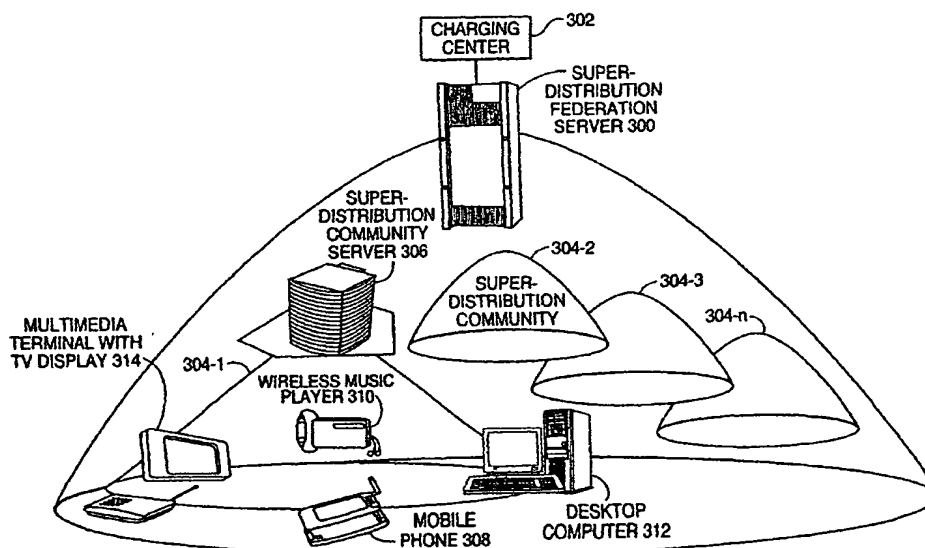 CHARGING
CENTER
302
SUPER-
DISTRIBUTION
FEDERATION
SERVER 300
SUPER-
DISTRIBUTION
COMMUNITY
SERVER 306
304-2
SUPER-
DISTRIBUTION
COMMUNITY
304-3
304-n
MULTIMEDIA
TERMINAL WITH
TV DISPLAY 314
304-1
WIRELESS MUSIC
PLAYER 310
MOBILE
PHONE 308
DESKTOP
COMPUTER 312